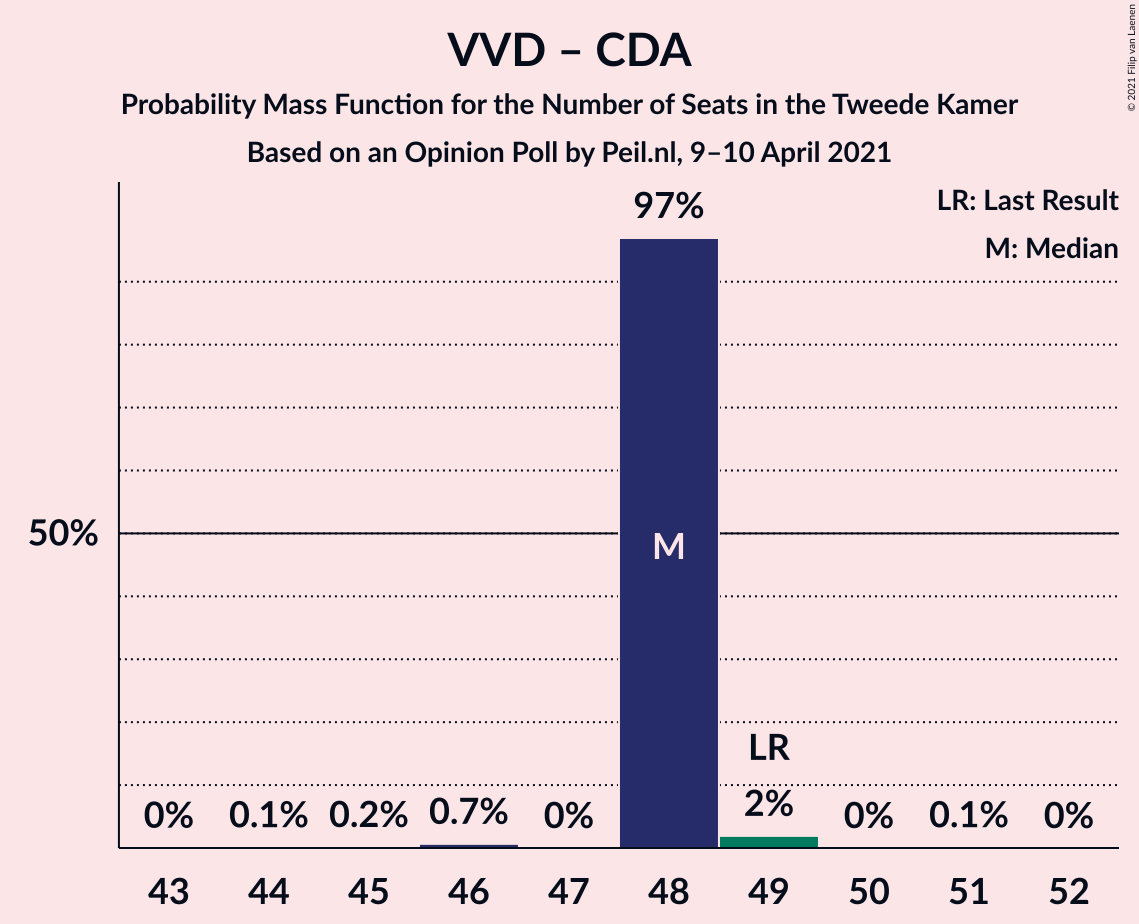 VVD – CDA
Probability Mass Function for the Number of Seats in the Tweede Kamer
Based on an Opinion Poll by Peil.nl, 9–10 April 2021
© 2021 Filip van Laenen
LR: Last Result
M: Median
97%
50%
M
LR
0% 0.1% 0.2% 0.7% 0% 2% 0% 0.1% 0%
43 44 45 46 47 48 49 50 51 52